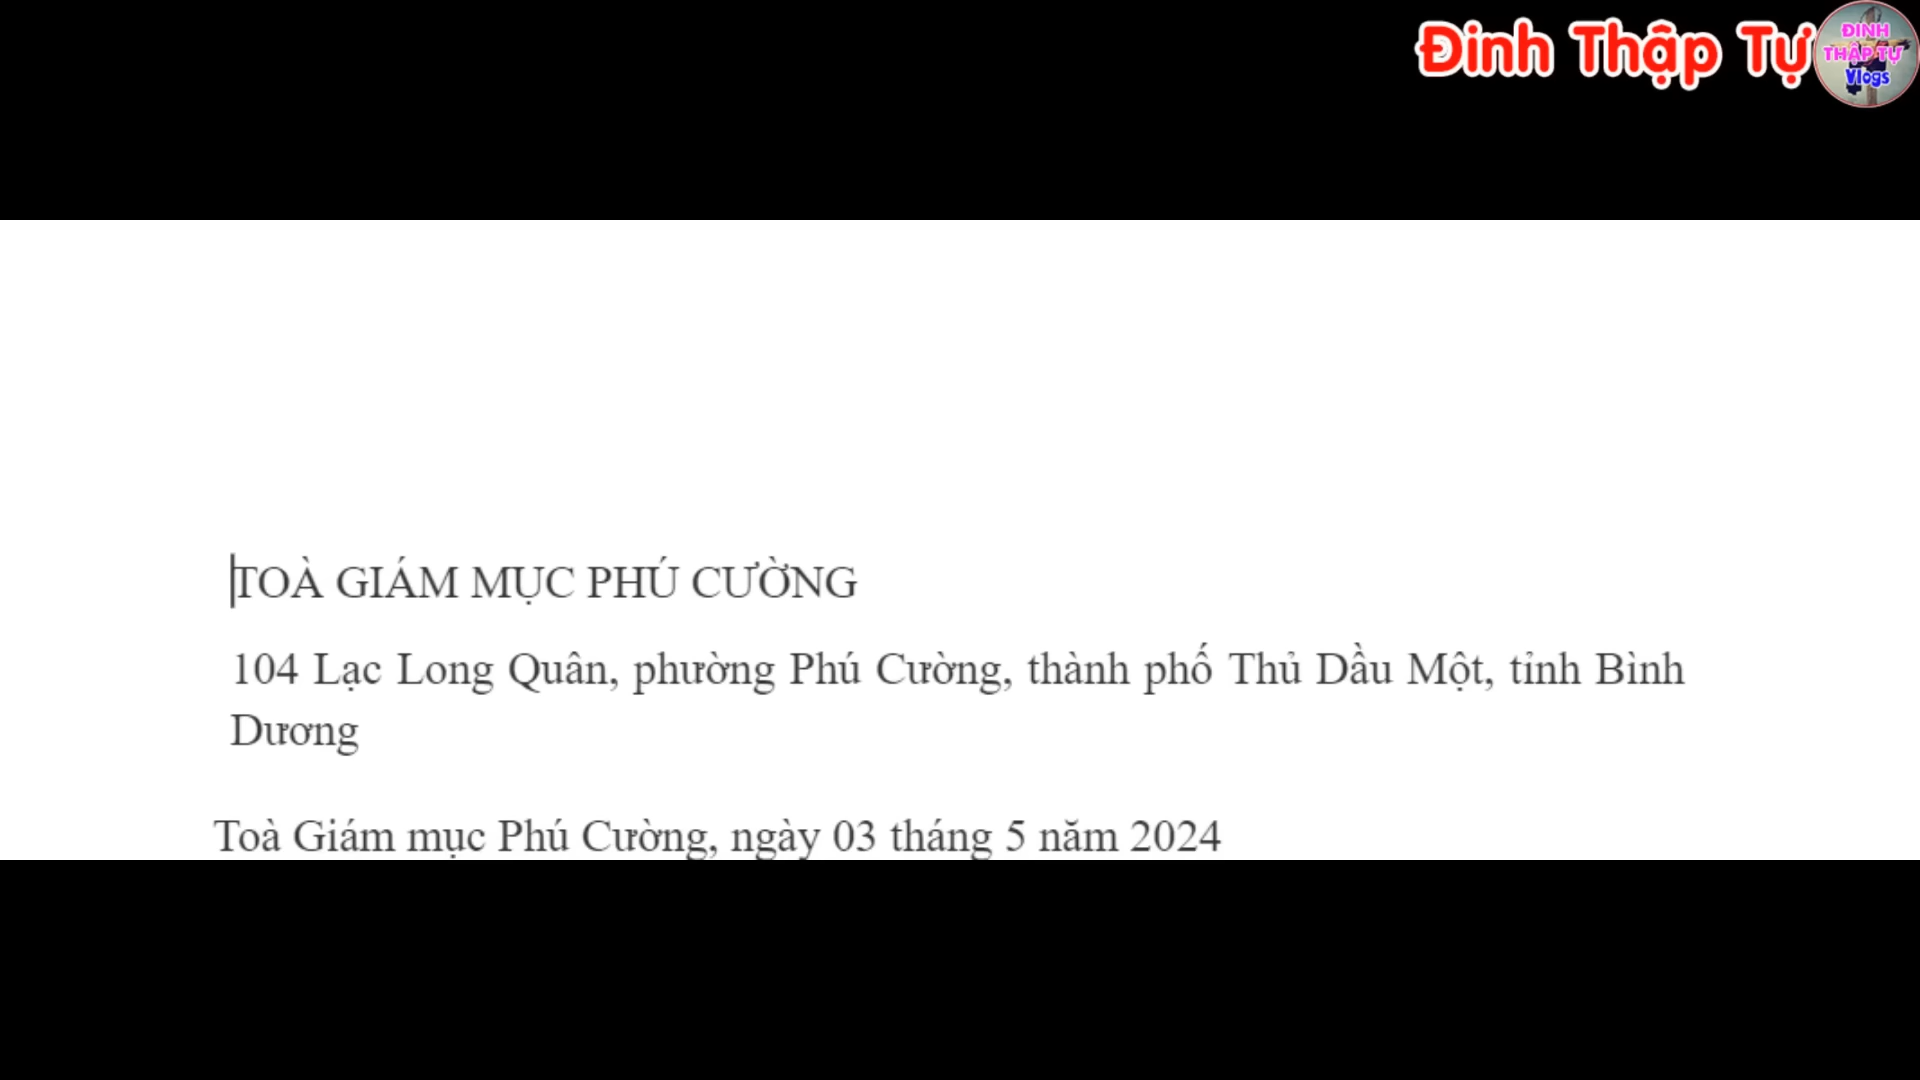 Đinh Thập Tự
ĐINH
THẬP TỰ
Vlogs
TOÀ GIÁM MỤC PHÚ CƯỜNG
104 Lạc Long Quân, phường Phú Cường, thành phố Thủ Dầu Một, tỉnh Bình
Dương
Toà Giám mục Phú Cường, ngày 03 tháng 5 năm 2024